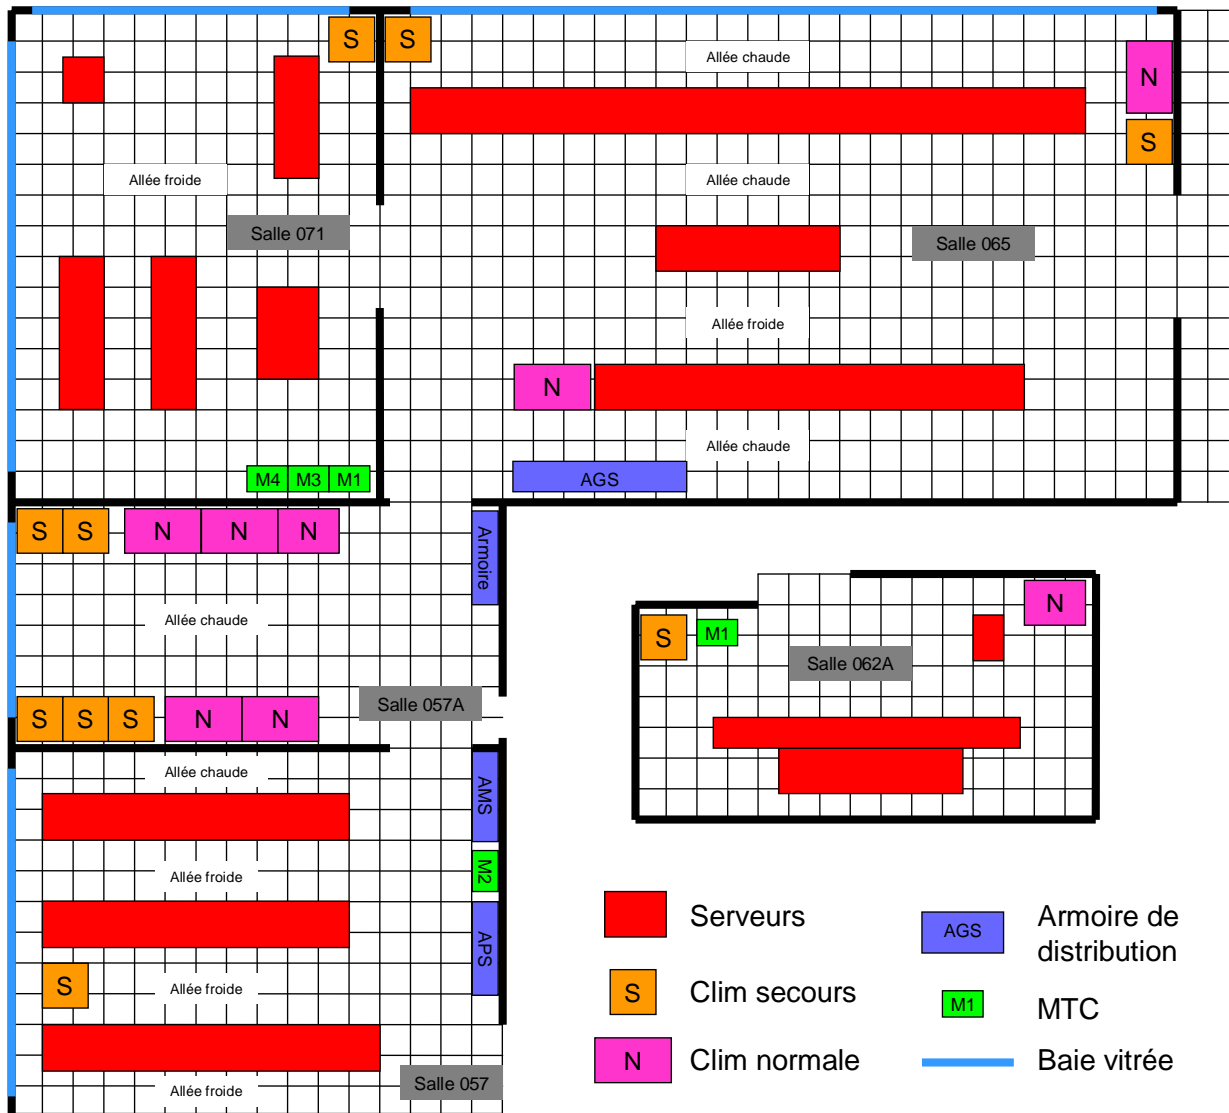 S
S
Allée chaude
N
S
Allée froide
Allée chaude
Salle 071
Salle 065
Allée froide
N
Allée chaude
M4 M3 M1
AGS
S S N N N
Armoire
Allée chaude
S M1 N
Salle 062A
S S S N N
Salle 057A
Allée chaude
AMS
Allée froide
M2
APS
S
Allée froide
Allée froide
Salle 057
Serveurs
AGS
Armoire de
distribution
S
Clim secours
M1
MTC
N
Clim normale
Baie vitrée